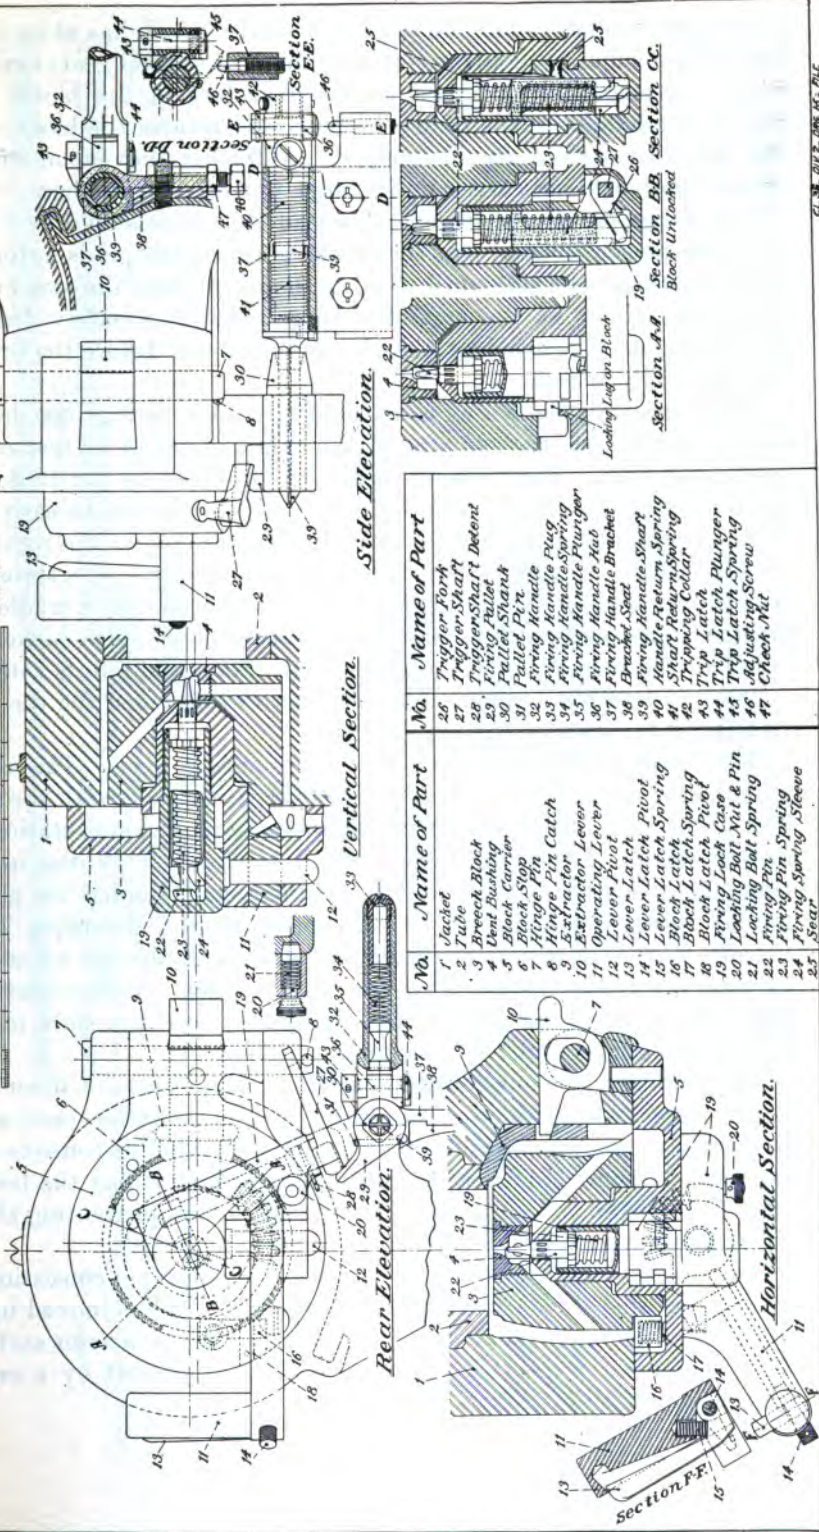 Rear Elevation.
Vertical Section
Side Elevation
Section D.D.
Section E.E.
Horizontal Section.
Section F-F.
Section A.A.
Locking Lug on Block
Section B-B
Block Unlocked
Section CC.
No. Name of Part
1 Jacket
2 Tube
3 Breech Block
4 Vent Bushing
5 Block Carrier
6 Block Stop
7 Hinge Pin
8 Hinge Pin Catch
9 Extractor
10 Extractor Lever
11 Operating Lever
12 Lever Pivot
13 Lever Latch
14 Lever Latch Pivot
15 Lever Latch Spring
16 Block Latch
17 Block Latch Spring
18 Block Latch Pivot
19 Firing Lock Case
20 Locking Bolt Nut & Pin
21 Locking Bolt Spring
22 Firing Pin
23 Firing Pin Spring
24 Firing Spring Sleeve
25 Sear
No. Name of Part
26 Trigger Fork
27 Trigger Shaft
28 Trigger Shaft Detent
29 Firing Pallet
30 Pallet Shank
31 Pallet Pin
32 Firing Handle
33 Firing Handle Plug
34 Firing Handle Spring
35 Firing Handle Plunger
36 Firing Handle Hub
37 Firing Handle Bracket
38 Bracket Seat
39 Firing Handle Shaft
40 Handle Return Spring
41 Shaft Return Spring
42 Tripping Collar
43 Trip Latch
44 Trip Latch Plunger
45 Trip Latch Spring
46 Adjusting Screw
47 Check Nut